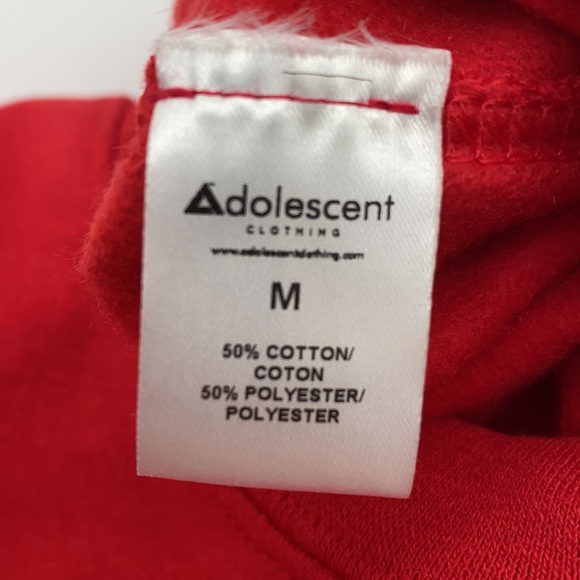 Adolescent
CLOTHING
www.adolescentclothing.com
M
50% COTTON/
COTON
50% POLYESTER/
POLYESTER